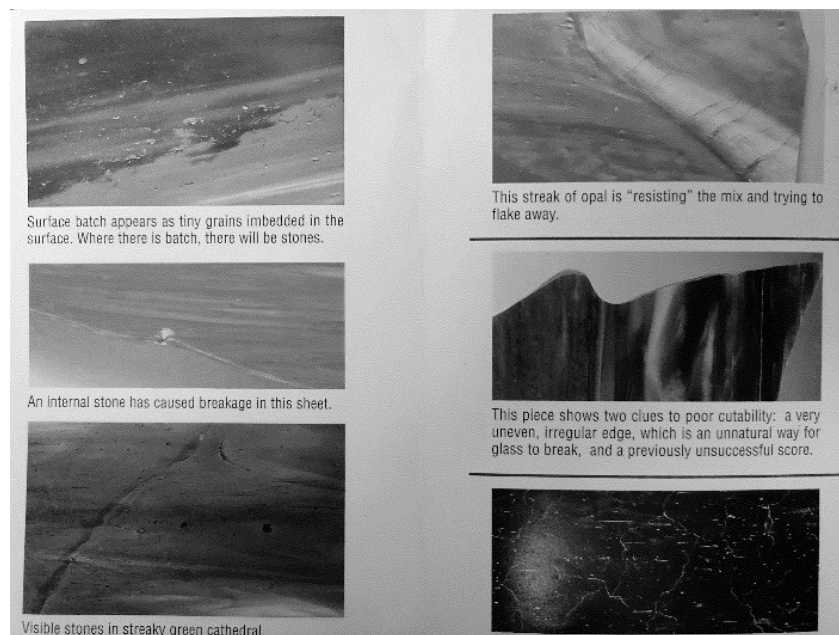 Surface batch appears as tiny grains imbedded in the
surface. Where there is batch, there will be stones.
An internal stone has caused breakage in this sheet.
Visible stones in streaky green cathedral.
This streak of opal is “resisting” the mix and trying to
flake away.
This piece shows two clues to poor cutability: a very
uneven, irregular edge, which is an unnatural way for
glass to break, and a previously unsuccessful score.